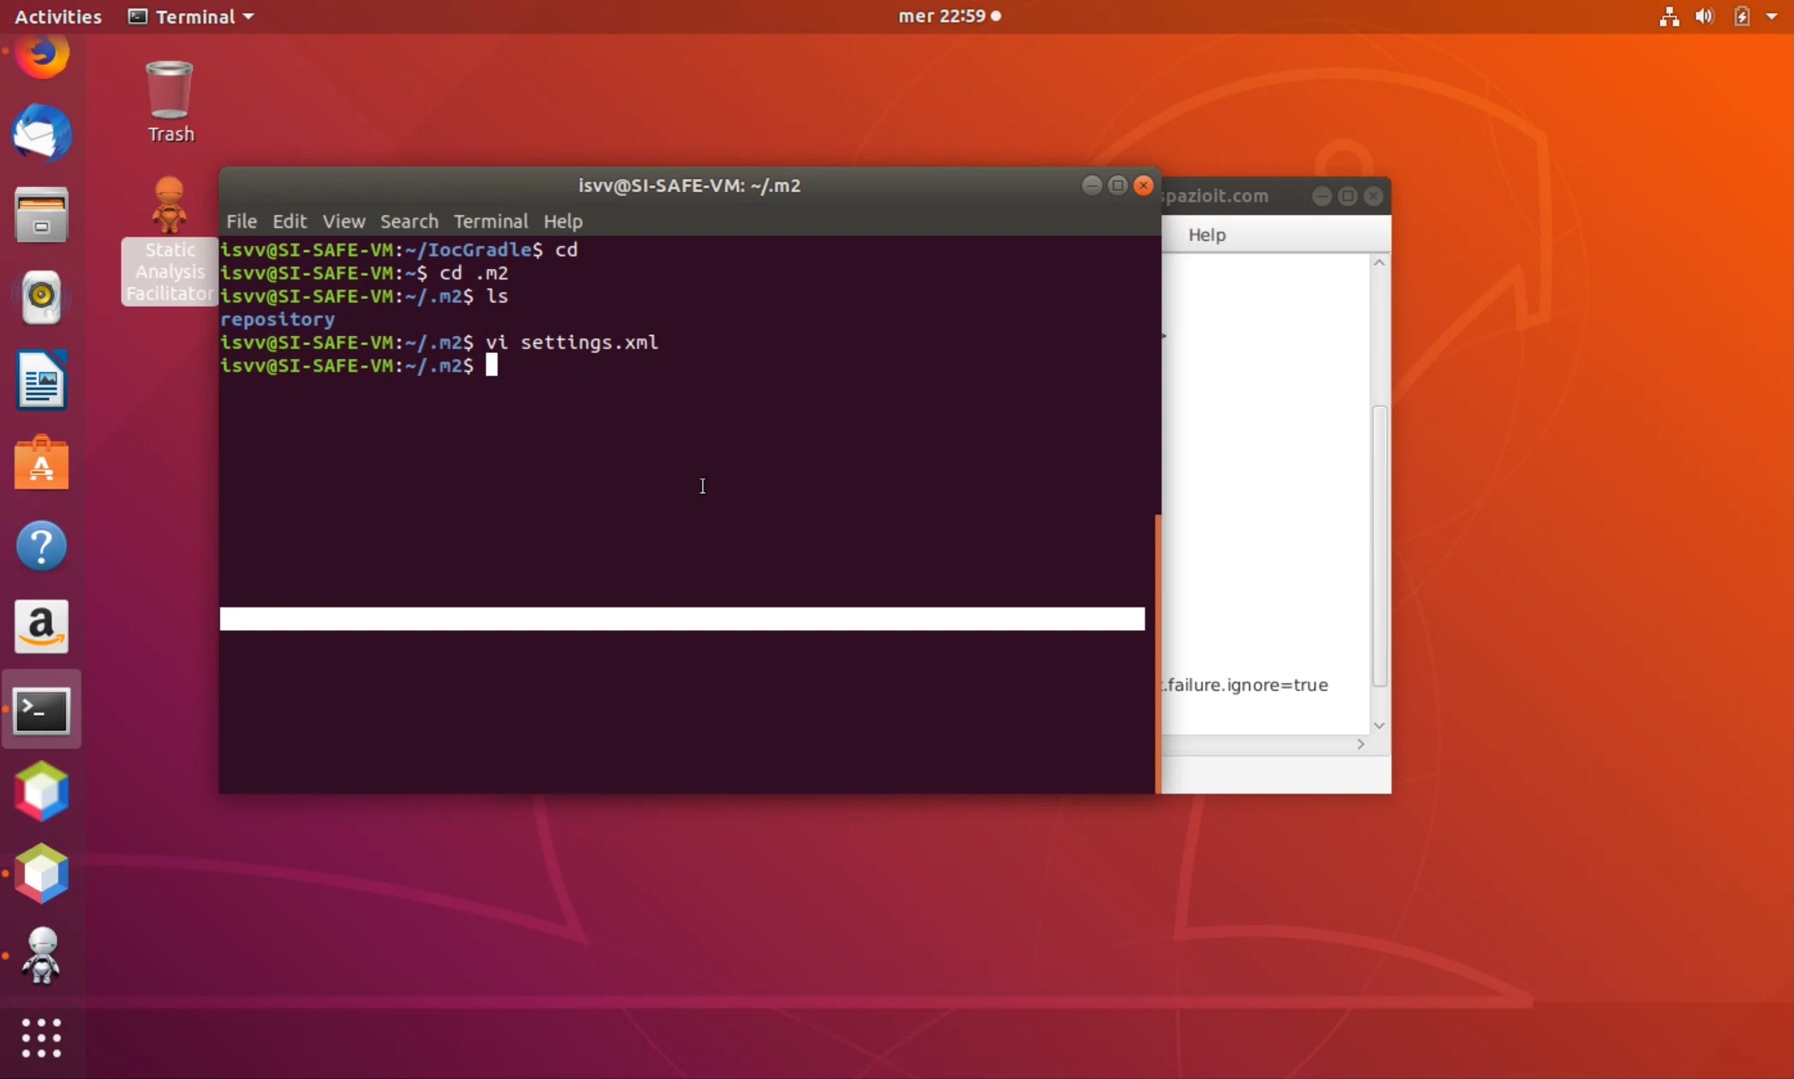 Activities Terminal mer 22:59
Trash
Static
Analysis
Facilitator
isvv@SI-SAFE-VM: ~/.m2
File Edit View Search Terminal Help
isvv@SI-SAFE-VM:~/IocGradle$ cd
isvv@SI-SAFE-VM:~$ cd .m2
isvv@SI-SAFE-VM:~/.m2$ ls
repository
isvv@SI-SAFE-VM:~/.m2$ vi settings.xml
isvv@SI-SAFE-VM:~/.m2$
spazioit.com
Help
>
.failure.ignore=true